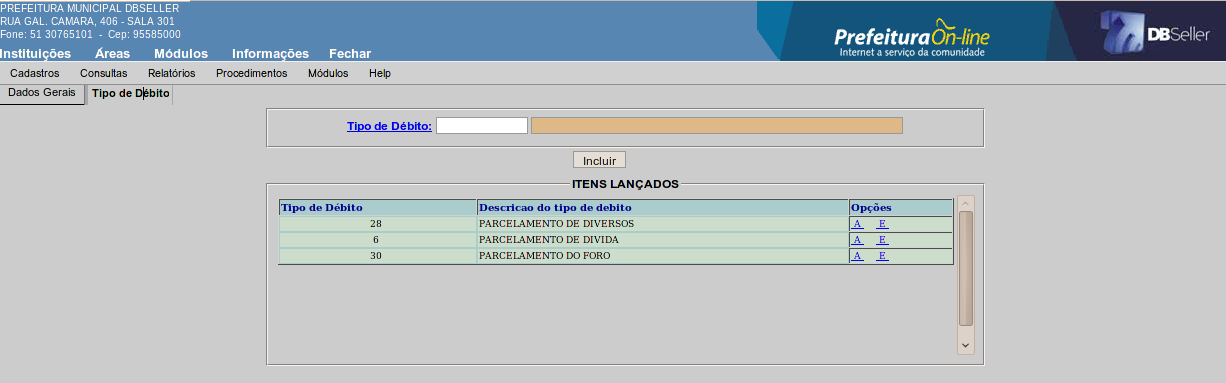 PREFEITURA MUNICIPAL DBSELLER
RUA GAL. CAMARA, 406 - SALA 301
Fone: 51 30765101 - Cep: 95585000
Prefeitura On-line
Internet a serviço da comunidade
DBSeller
Instituições Áreas Módulos Informações Fechar
Cadastros Consultas Relatórios Procedimentos Módulos Help
Dados Gerais Tipo de Débito
Tipo de Débito:
Incluir
ITENS LANÇADOS
Tipo de Débito Descricao do tipo de debito Opções
28 PARCELAMENTO DE DIVERSOS A E
6 PARCELAMENTO DE DIVIDA A E
30 PARCELAMENTO DO FORO A E